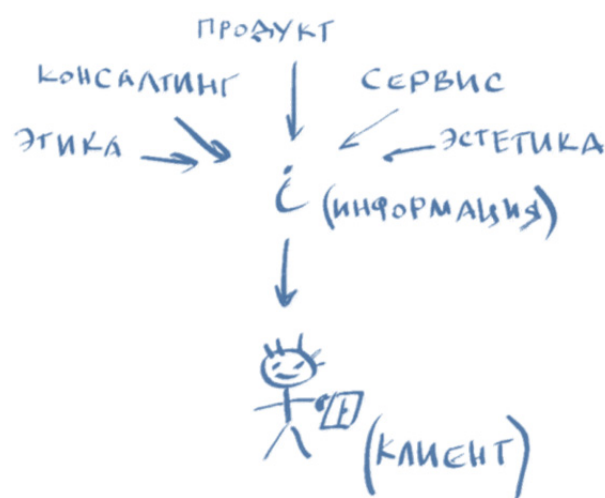 ПРОДУКТ
КОНСАЛТИНГ
СЕРВИС
ЭТИКА
ЭСТЕТИКА
i (ИНФОРМАЦИЯ)
(КЛИЕНТ)